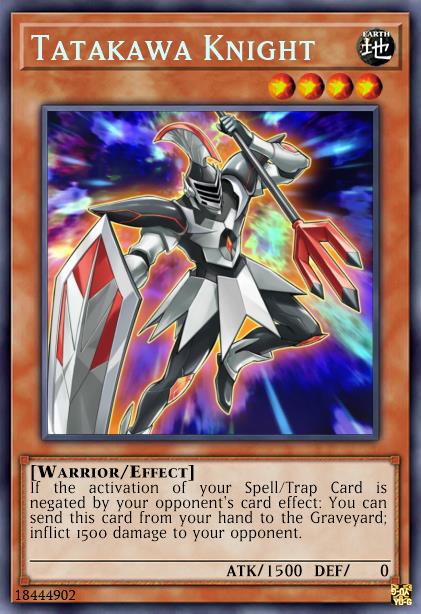 Tatakawa Knight
EARTH
地
[Warrior/Effect]
If the activation of your Spell/Trap Card is
negated by your opponent's card effect: You can
send this card from your hand to the Graveyard;
inflict 1500 damage to your opponent.
ATK/1500 DEF/ 0
18444902